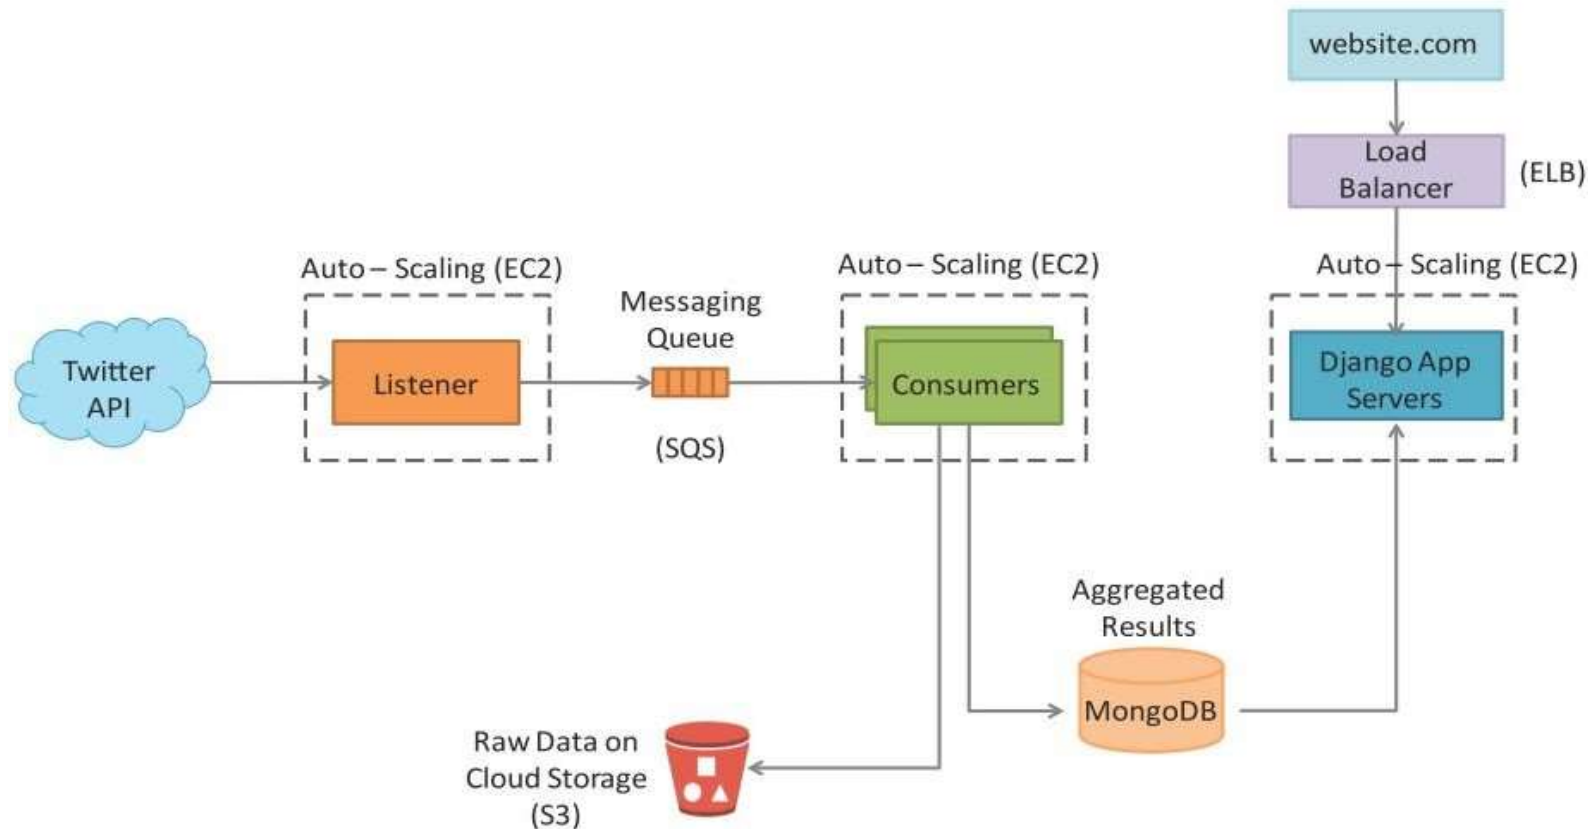 website.com
Load
Balancer
(ELB)
Auto – Scaling (EC2)
Auto – Scaling (EC2)
Auto – Scaling (EC2)
Messaging
Queue
Twitter
API
Listener
(SQS)
Consumers
Django App
Servers
Aggregated
Results
MongoDB
Raw Data on
Cloud Storage
(S3)